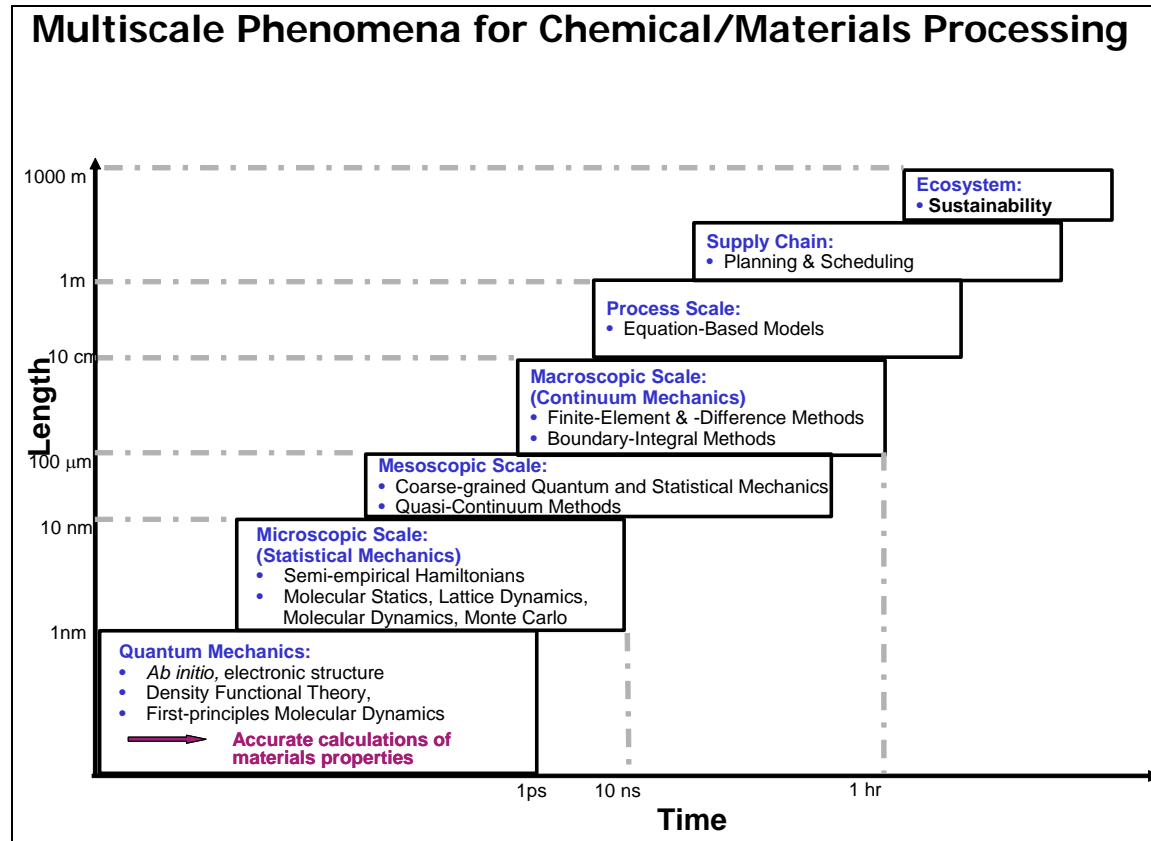 Multiscale Phenomena for Chemical/Materials Processing
1000 m
Ecosystem:
• Sustainability
Supply Chain:
• Planning & Scheduling
1m
Process Scale:
• Equation-Based Models
10 cm
Length
Macroscopic Scale:
(Continuum Mechanics)
• Finite-Element & -Difference Methods
• Boundary-Integral Methods
100 μm
Mesoscopic Scale:
• Coarse-grained Quantum and Statistical Mechanics
• Quasi-Continuum Methods
10 nm
Microscopic Scale:
(Statistical Mechanics)
• Semi-empirical Hamiltonians
• Molecular Statics, Lattice Dynamics,
Molecular Dynamics, Monte Carlo
1nm
Quantum Mechanics:
• Ab initio, electronic structure
• Density Functional Theory,
• First-principles Molecular Dynamics
Accurate calculations of
materials properties
1ps
10 ns
1 hr
Time